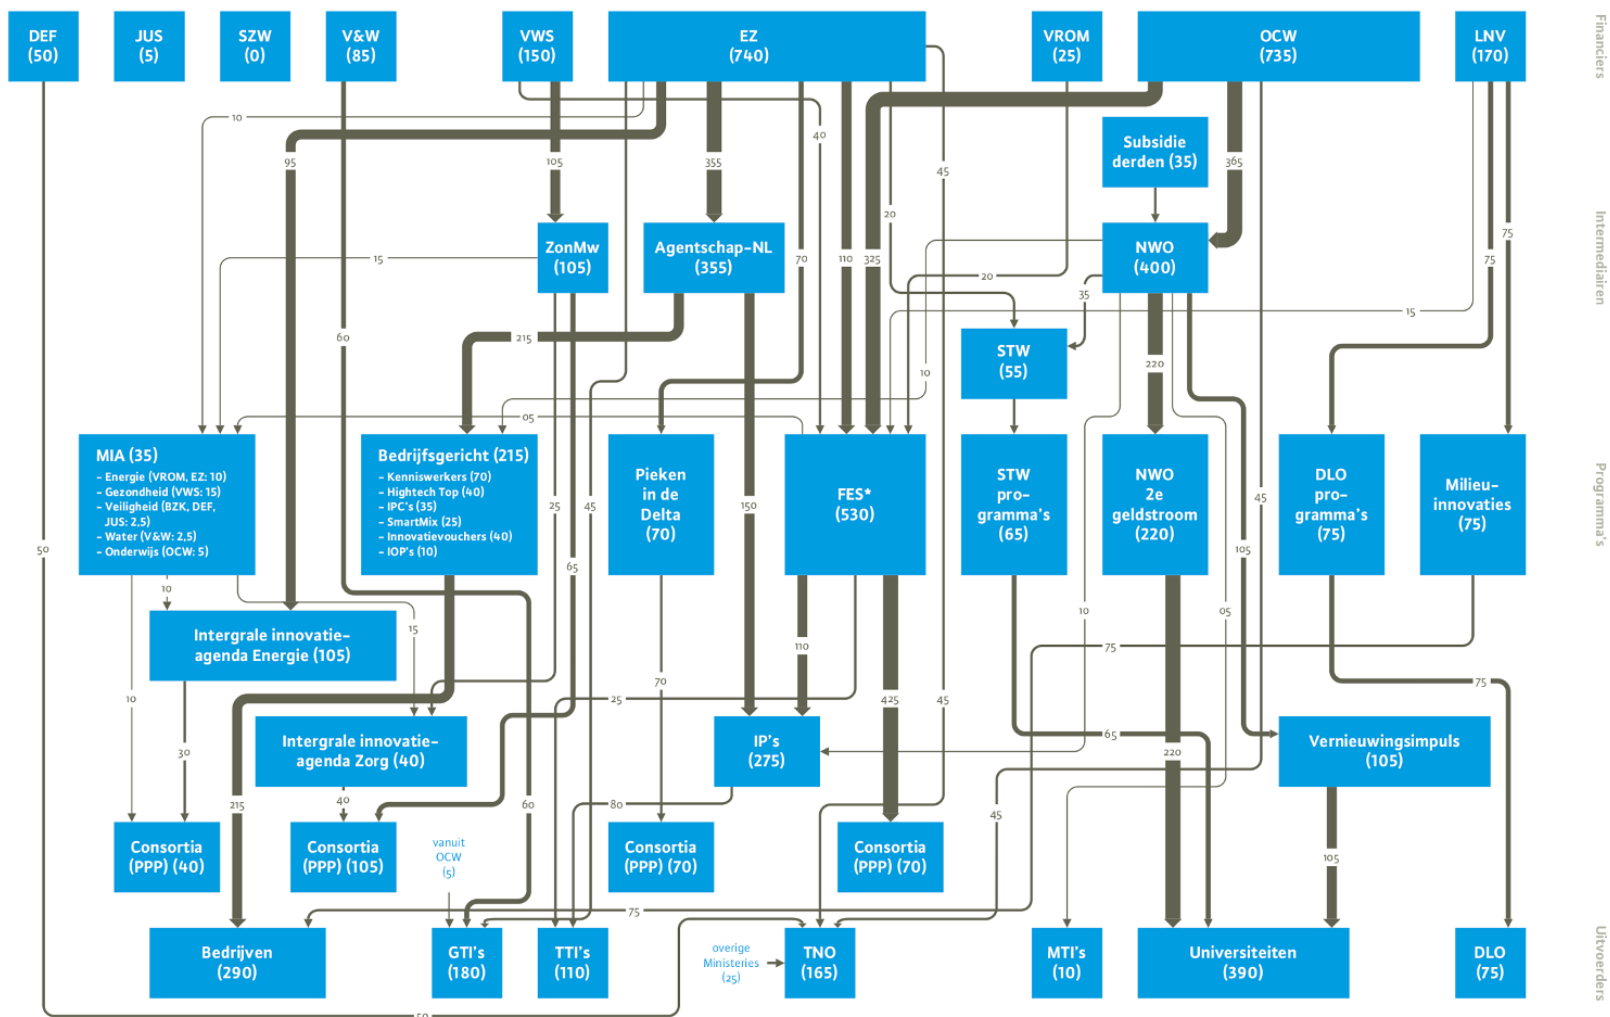 DEF
(50)
JUS
(5)
SZW
(0)
V&W
(85)
VWS
(150)
EZ
(740)
VROM
(25)
OCW
(735)
LNV
(170)
Financiers
10
95
105
355
40
45
20
Subsidie
derden (35)
365
75
75
ZonMw
(105)
Agentschap-NL
(355)
NWO
(400)
Intermediairen
15
70
110
325
20
35
15
60
215
STW
(55)
220
10
05
MIA (35)
– Energie (VROM, EZ: 10)
– Gezondheid (VWS: 15)
– Veiligheid (BZK, DEF,
JUS: 2,5)
– Water (V&W: 2,5)
– Onderwijs (OCW: 5)
Bedrijfsgericht (215)
– Kenniswerkers (70)
– Hightech Top (40)
– IPC's (35)
– SmartMix (25)
– Innovatievouchers (40)
– IOP's (10)
Pieken
in de
Delta
(70)
FES*
(530)
STW
pro-
gramma's
(65)
NWO
2e
geldstroom
(220)
DLO
pro-
gramma's
(75)
Milieu-
innovaties
(75)
Programma's
25
45
150
45
50
65
105
10
15
10
05
Intergrale innovatie-
agenda Energie (105)
110
75
10
70
25
425
45
75
Intergrale innovatie-
agenda Zorg (40)
IP's
(275)
65
220
Vernieuwingsimpuls
(105)
30
40
215
60
80
45
105
Consortia
(PPP) (40)
Consortia
(PPP) (105)
vanuit
OCW
(5)
Consortia
(PPP) (70)
Consortia
(PPP) (70)
75
Bedrijven
(290)
GTI's
(180)
TTI's
(110)
overige
Ministeries
(25)
TNO
(165)
MTI's
(10)
Universiteiten
(390)
DLO
(75)
Uitvoerders
50